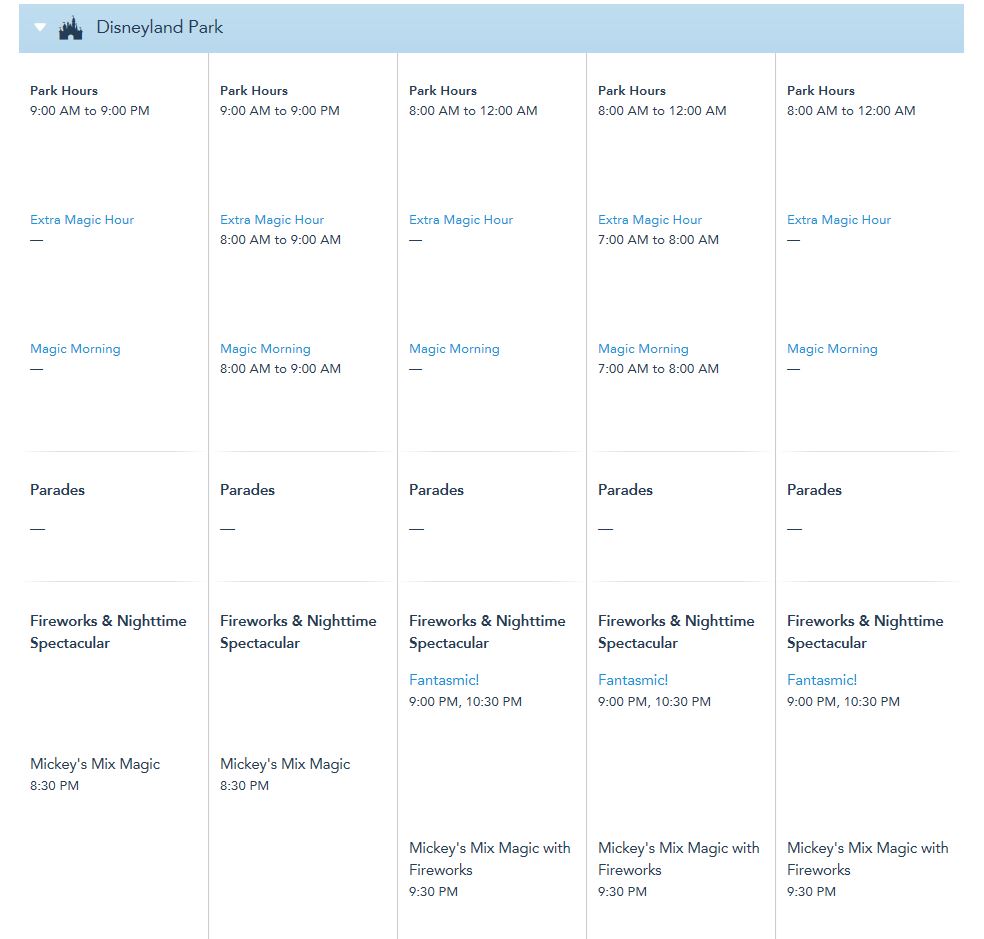 Disneyland Park
Park Hours
9:00 AM to 9:00 PM
Extra Magic Hour
—
Magic Morning
—
Parades
—
Fireworks & Nighttime
Spectacular
Mickey's Mix Magic
8:30 PM
Park Hours
9:00 AM to 9:00 PM
Extra Magic Hour
8:00 AM to 9:00 AM
Magic Morning
8:00 AM to 9:00 AM
Parades
—
Fireworks & Nighttime
Spectacular
Mickey's Mix Magic
8:30 PM
Park Hours
8:00 AM to 12:00 AM
Extra Magic Hour
—
Magic Morning
—
Parades
—
Fireworks & Nighttime
Spectacular
Fantasmic!
9:00 PM, 10:30 PM
Mickey's Mix Magic with
Fireworks
9:30 PM
Park Hours
8:00 AM to 12:00 AM
Extra Magic Hour
7:00 AM to 8:00 AM
Magic Morning
7:00 AM to 8:00 AM
Parades
—
Fireworks & Nighttime
Spectacular
Fantasmic!
9:00 PM, 10:30 PM
Mickey's Mix Magic with
Fireworks
9:30 PM
Park Hours
8:00 AM to 12:00 AM
Extra Magic Hour
—
Magic Morning
—
Parades
—
Fireworks & Nighttime
Spectacular
Fantasmic!
9:00 PM, 10:30 PM
Mickey's Mix Magic with
Fireworks
9:30 PM